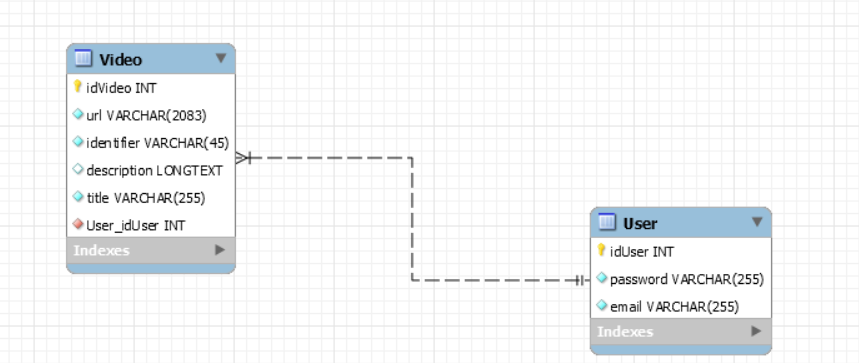 Video
idVideo INT
url VARCHAR(2083)
identifier VARCHAR(45)
description LONGTEXT
title VARCHAR(255)
User_idUser INT
Indexes
User
idUser INT
password VARCHAR(255)
email VARCHAR(255)
Indexes